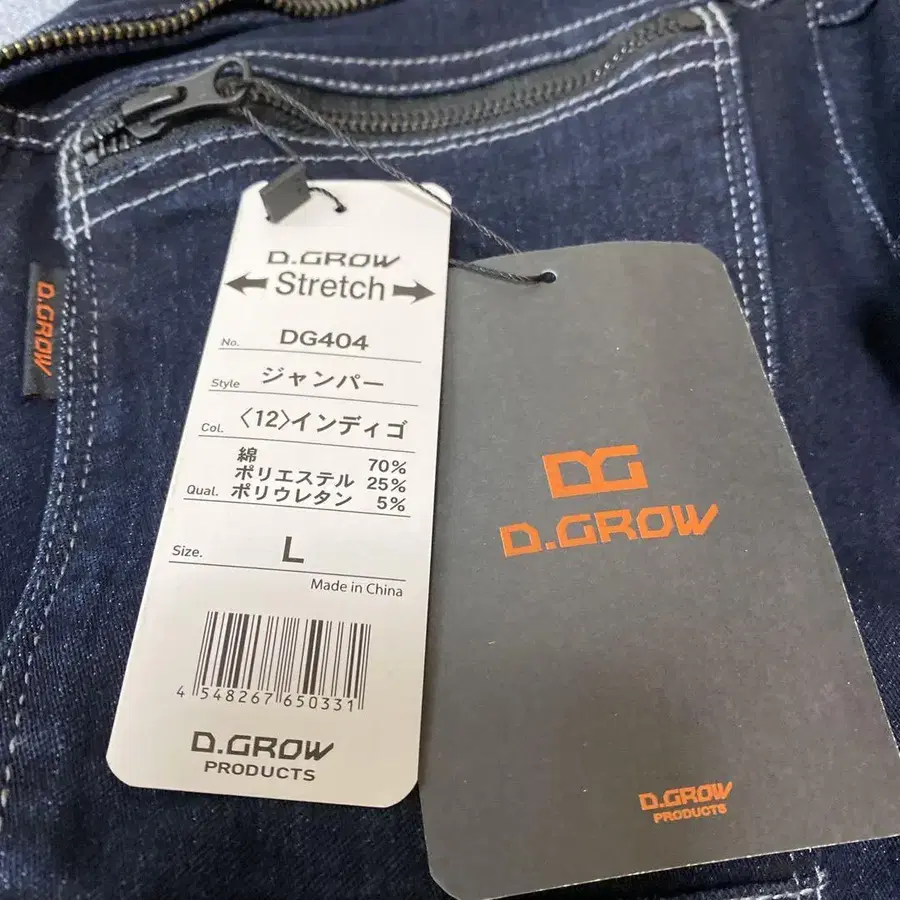 D.GROW
Stretch
No. DG404
Style ジャンパー
Col. 〈12〉インディゴ
綿 70%
ポリエステル 25%
Qual. ポリウレタン 5%
Size. L
Made in China
4 548267 650331
D.GROW
PRODUCTS
DG
D.GROW
D.GROW
PRODUCTS
D.GROW